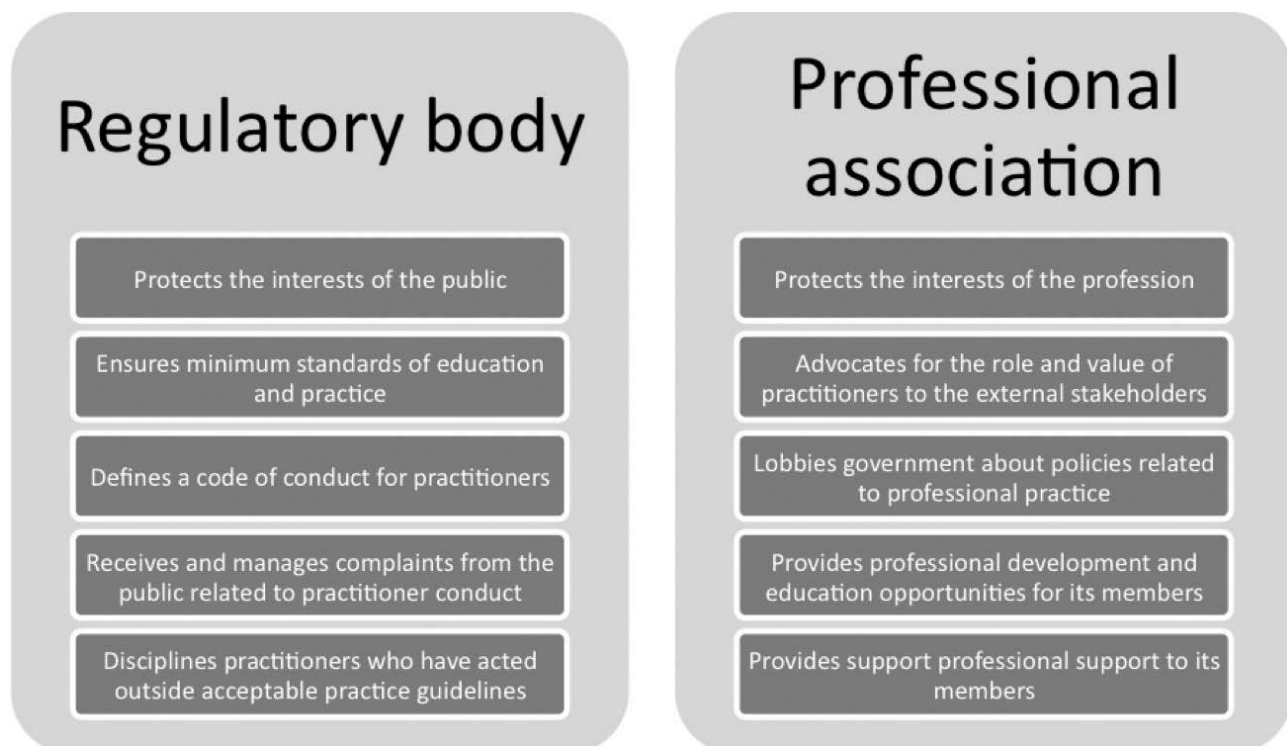 Regulatory body
Protects the interests of the public
Ensures minimum standards of education
and practice
Defines a code of conduct for practitioners
Receives and manages complaints from the
public related to practitioner conduct
Disciplines practitioners who have acted
outside acceptable practice guidelines
Professional
association
Protects the interests of the profession
Advocates for the role and value of
practitioners to the external stakeholders
Lobbies government about policies related
to professional practice
Provides professional development and
education opportunities for its members
Provides support professional support to its
members